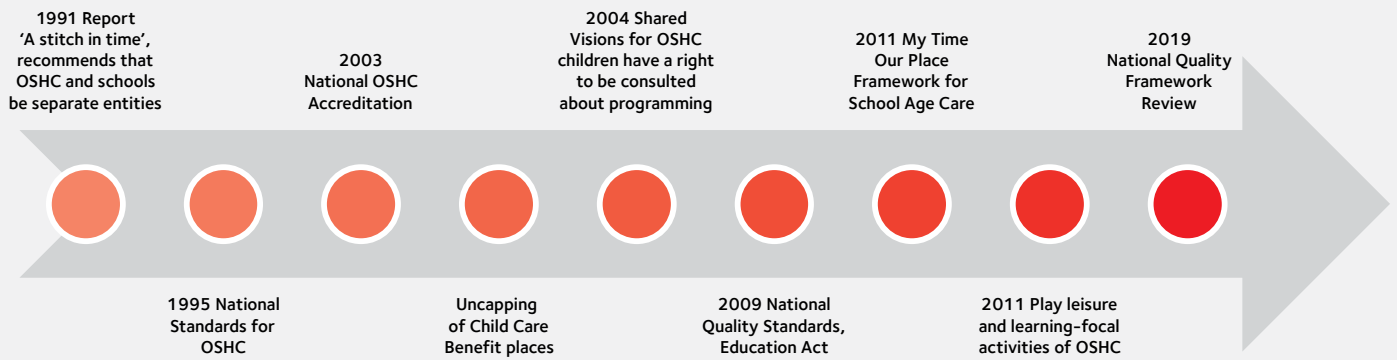 1991 Report
‘A stitch in time’,
recommends that
OSHC and schools
be separate entities
1995 National
Standards for
OSHC
2003
National OSHC
Accreditation
Uncapping
of Child Care
Benefit places
2004 Shared
Visions for OSHC
children have a right
to be consulted
about programming
2009 National
Quality Standards,
Education Act
2011 My Time
Our Place
Framework for
School Age Care
2011 Play leisure
and learning-focal
activities of OSHC
2019
National Quality
Framework
Review